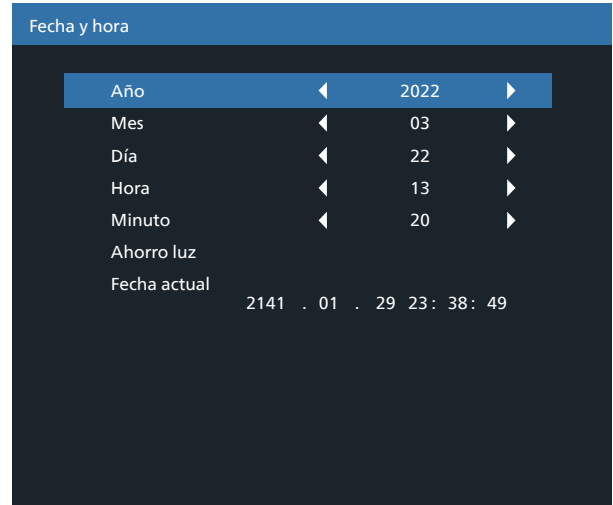 Fecha y hora
Año 2022
Mes 03
Día 22
Hora 13
Minuto 20
Ahorro luz
Fecha actual
2141 . 01 . 29 23: 38: 49